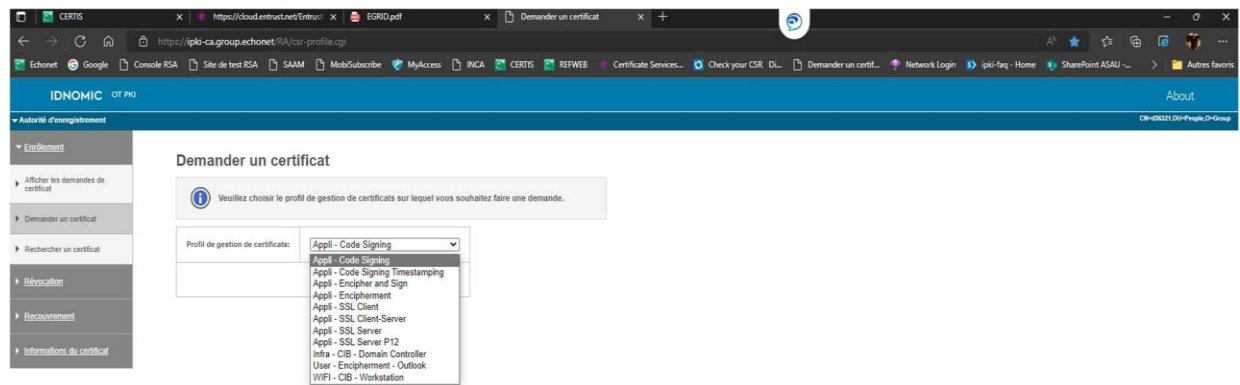 CERTIS
https://cloud.entrust.net/Entrust
EGRID.pdf
Demander un certificat
https://ipki-ca.group.echonet/RA/csr-profile.cgi
Echonet
Google
Console RSA
Site de test RSA
SAAM
MobiSubscribe
MyAccess
INCA
CERTIS
REFWEB
Certificate Services...
Check your CSR Di...
Demander un certif...
Network Login
ipki-faq - Home
SharePoint ASAU -...
Autres favoris
IDNOMIC OT PKI
About
Autorité d'enregistrement
CN=d36321,OU=People,O=Group
Enrôlement
Afficher les demandes de
certificat
Demander un certificat
Rechercher un certificat
Révocation
Recouvrement
Informations du certificat
Demander un certificat
Veuillez choisir le profil de gestion de certificats sur lequel vous souhaitez faire une demande.
Profil de gestion de certificats:
Appli - Code Signing
Appli - Code Signing
Appli - Code Signing Timestamping
Appli - Encipher and Sign
Appli - Encipherment
Appli - SSL Client
Appli - SSL Client-Server
Appli - SSL Server
Appli - SSL Server P12
Infra - CIB - Domain Controller
User - Encipherment - Outlook
WIFI - CIB - Workstation